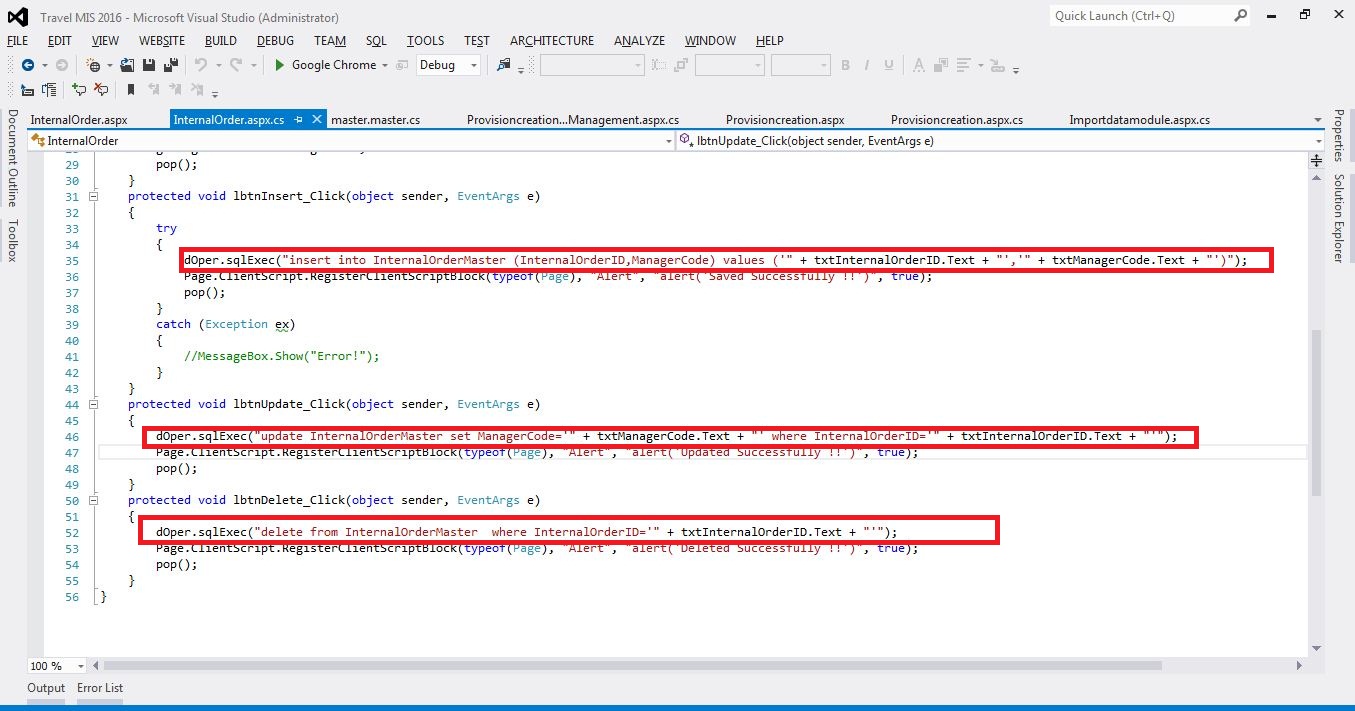 Travel MIS 2016 - Microsoft Visual Studio (Administrator)
Quick Launch (Ctrl+Q)
FILE EDIT VIEW WEBSITE BUILD DEBUG TEAM SQL TOOLS TEST ARCHITECTURE ANALYZE WINDOW HELP
Google Chrome Debug
InternalOrder.aspx InternalOrder.aspx.cs master.master.cs Provisioncreation...Management.aspx.cs Provisioncreation.aspx Provisioncreation.aspx.cs Importdatamodule.aspx.cs
InternalOrder lbtnUpdate_Click(object sender, EventArgs e)
Document Outline
Toolbox
Properties
Solution Explorer
29 pop();
30 }
31 protected void lbtnInsert_Click(object sender, EventArgs e)
32 {
33 try
34 {
35 dOper.sqlExec("insert into InternalOrderMaster (InternalOrderID,ManagerCode) values ('" + txtInternalOrderID.Text + "','" + txtManagerCode.Text + "')");
36 Page.ClientScript.RegisterClientScriptBlock(typeof(Page), "Alert", "alert('Saved Successfully !!')", true);
37 pop();
38 }
39 catch (Exception ex)
40 {
41 //MessageBox.Show("Error!");
42 }
43 }
44 protected void lbtnUpdate_Click(object sender, EventArgs e)
45 {
46 dOper.sqlExec("update InternalOrderMaster set ManagerCode='" + txtManagerCode.Text + "' where InternalOrderID='" + txtInternalOrderID.Text + "'");
47 Page.ClientScript.RegisterClientScriptBlock(typeof(Page), "Alert", "alert('Updated Successfully !!')", true);
48 pop();
49 }
50 protected void lbtnDelete_Click(object sender, EventArgs e)
51 {
52 dOper.sqlExec("delete from InternalOrderMaster  where InternalOrderID='" + txtInternalOrderID.Text + "'");
53 Page.ClientScript.RegisterClientScriptBlock(typeof(Page), "Alert", "alert('Deleted Successfully !!')", true);
54 pop();
55 }
56 }
100 %
Output Error List